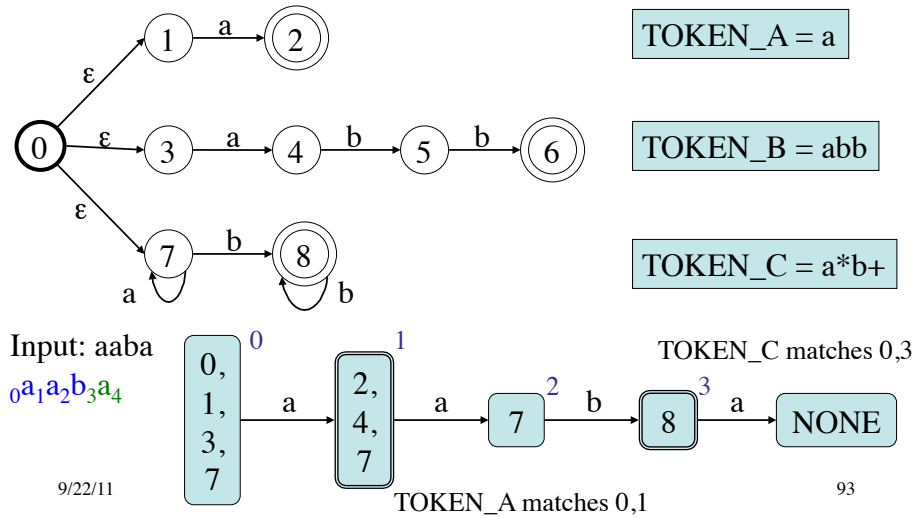 1 a 2
TOKEN_A = a
ε
0 ε 3 a 4 b 5 b 6
TOKEN_B = abb
ε
7 b 8
a b
TOKEN_C = a*b+
Input: aaba
₀a₁a₂b₃a₄
0 1 2 3
TOKEN_C matches 0,3
0,
1,
3,
7
a
2,
4,
7
a
7
b
8
a
NONE
TOKEN_A matches 0,1
9/22/11
93